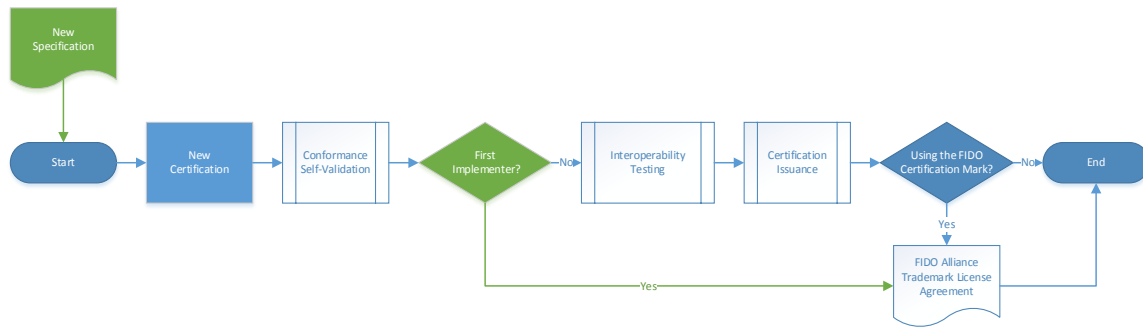 New
Specification
Start
New
Certification
Conformance
Self-Validation
First
Implementer?
No
Interoperability
Testing
Certification
Issuance
Using the FIDO
Certification Mark?
No
End
Yes
Yes
FIDO Alliance
Trademark License
Agreement